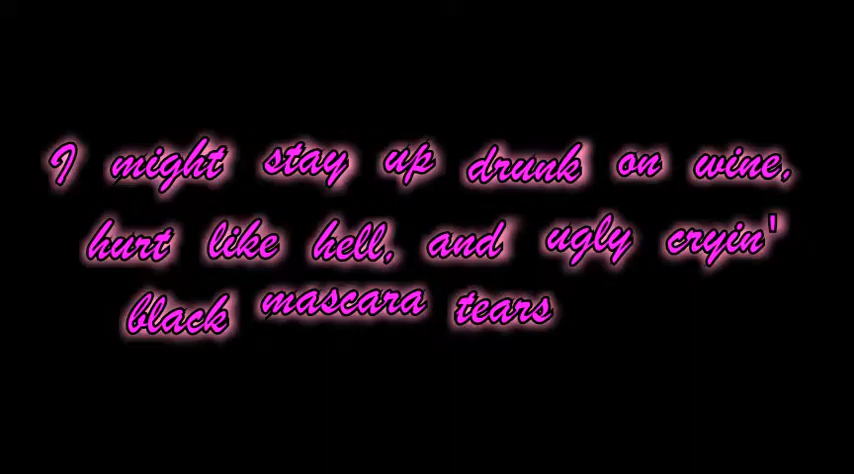 I might stay up drunk on wine,
hurt like hell, and ugly cryin'
black mascara tears